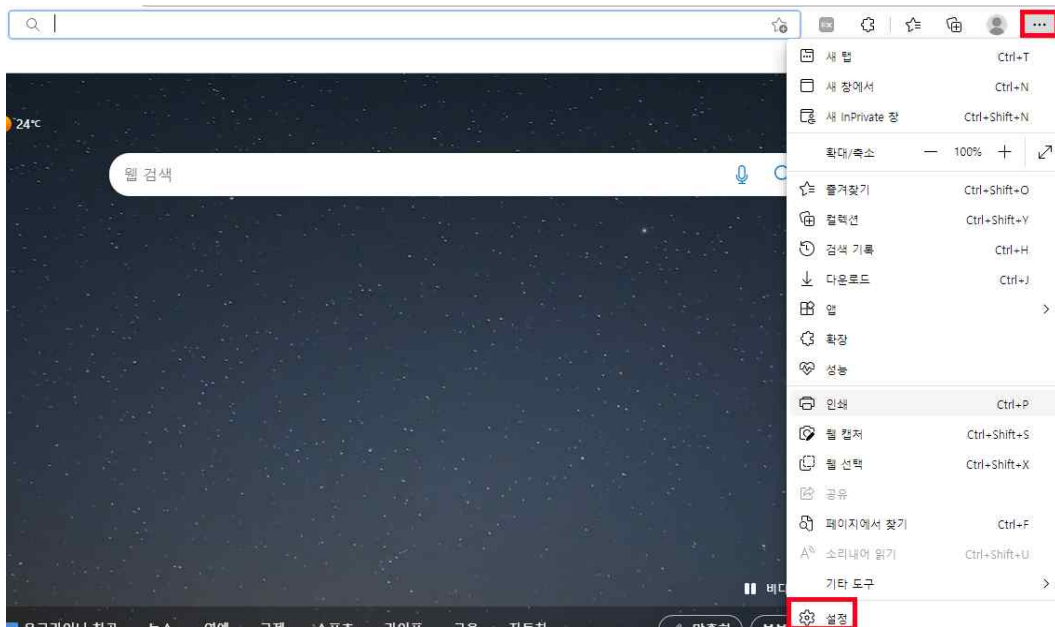 새 탭 Ctrl+T
새 창에서 Ctrl+N
새 InPrivate 창 Ctrl+Shift+N
24°C
확대/축소 100%
웹 검색
즐겨찾기 Ctrl+Shift+O
컬렉션 Ctrl+Shift+Y
검색 기록 Ctrl+H
다운로드 Ctrl+J
앱
확장
성능
인쇄 Ctrl+P
웹 캡처 Ctrl+Shift+S
웹 선택 Ctrl+Shift+X
공유
페이지에서 찾기 Ctrl+F
소리내어 읽기 Ctrl+Shift+U
기타 도구
설정